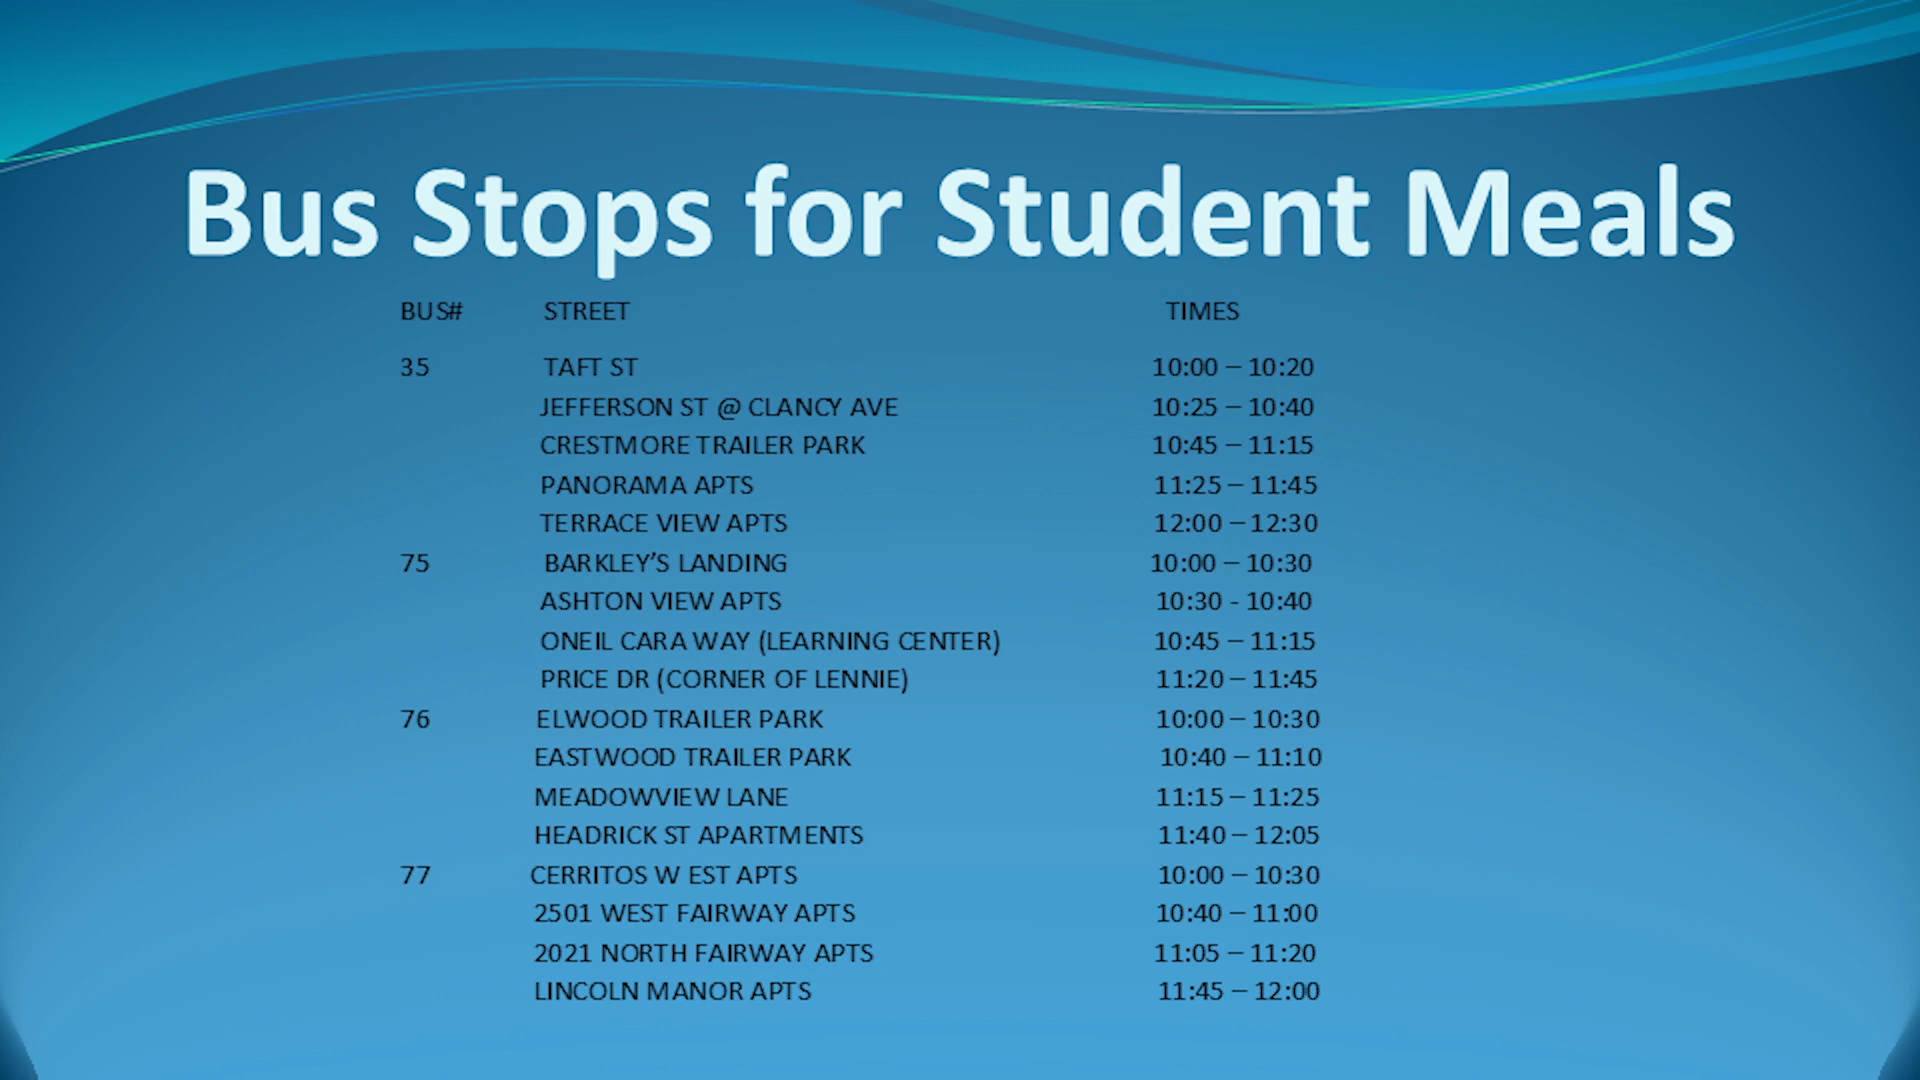 Bus Stops for Student Meals
BUS# STREET TIMES
35 TAFT ST 10:00 – 10:20
JEFFERSON ST @ CLANCY AVE 10:25 – 10:40
CRESTMORE TRAILER PARK 10:45 – 11:15
PANORAMA APTS 11:25 – 11:45
TERRACE VIEW APTS 12:00 – 12:30
75 BARKLEY’S LANDING 10:00 – 10:30
ASHTON VIEW APTS 10:30 - 10:40
ONEIL CARA WAY (LEARNING CENTER) 10:45 – 11:15
PRICE DR (CORNER OF LENNIE) 11:20 – 11:45
76 ELWOOD TRAILER PARK 10:00 – 10:30
EASTWOOD TRAILER PARK 10:40 – 11:10
MEADOWVIEW LANE 11:15 – 11:25
HEADRICK ST APARTMENTS 11:40 – 12:05
77 CERRITOS W EST APTS 10:00 – 10:30
2501 WEST FAIRWAY APTS 10:40 – 11:00
2021 NORTH FAIRWAY APTS 11:05 – 11:20
LINCOLN MANOR APTS 11:45 – 12:00